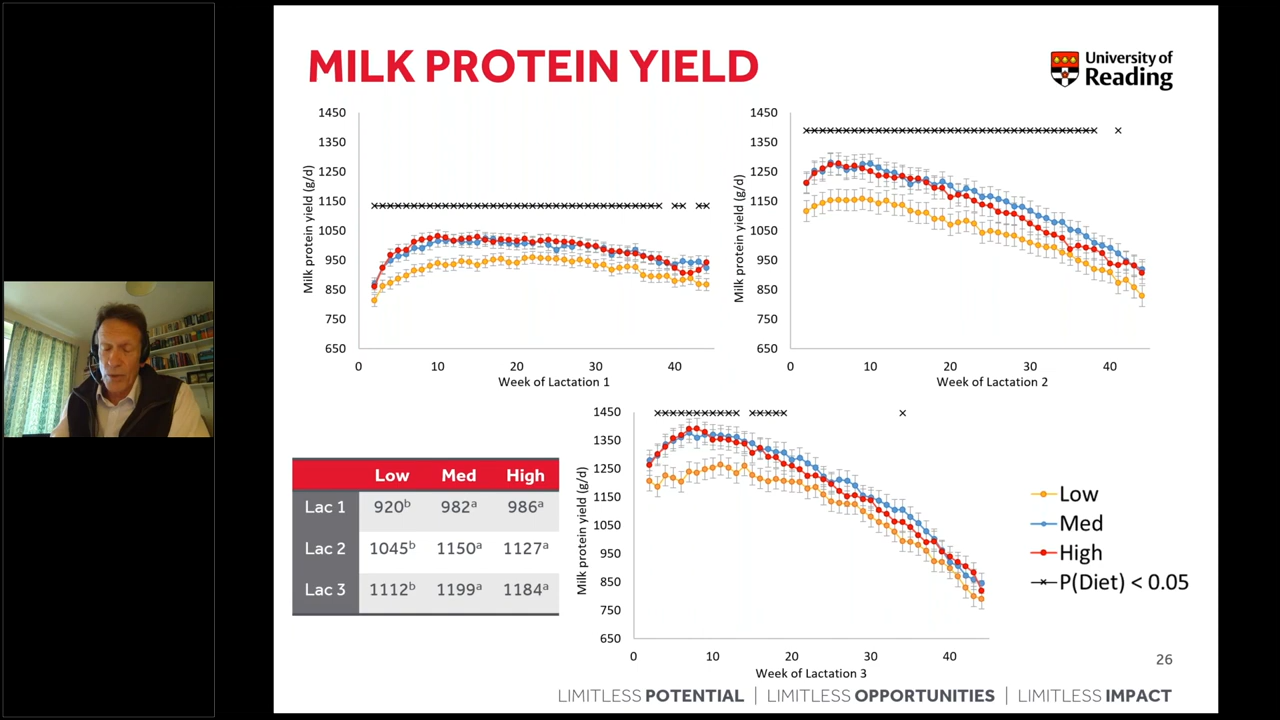 MILK PROTEIN YIELD
University of
Reading
1450
1350
1250
1150
1050
950
850
750
650
Milk protein yield (g/d)
0 10 20 30 40
Week of Lactation 1
1450
1350
1250
1150
1050
950
850
750
650
Milk protein yield (g/d)
0 10 20 30 40
Week of Lactation 2
Low Med High
Lac 1 920ᵇ 982ᵃ 986ᵃ
Lac 2 1045ᵇ 1150ᵃ 1127ᵃ
Lac 3 1112ᵇ 1199ᵃ 1184ᵃ
1450
1350
1250
1150
1050
950
850
750
650
Milk protein yield (g/d)
0 10 20 30 40
Week of Lactation 3
Low
Med
High
P(Diet) < 0.05
26
LIMITLESS POTENTIAL | LIMITLESS OPPORTUNITIES | LIMITLESS IMPACT